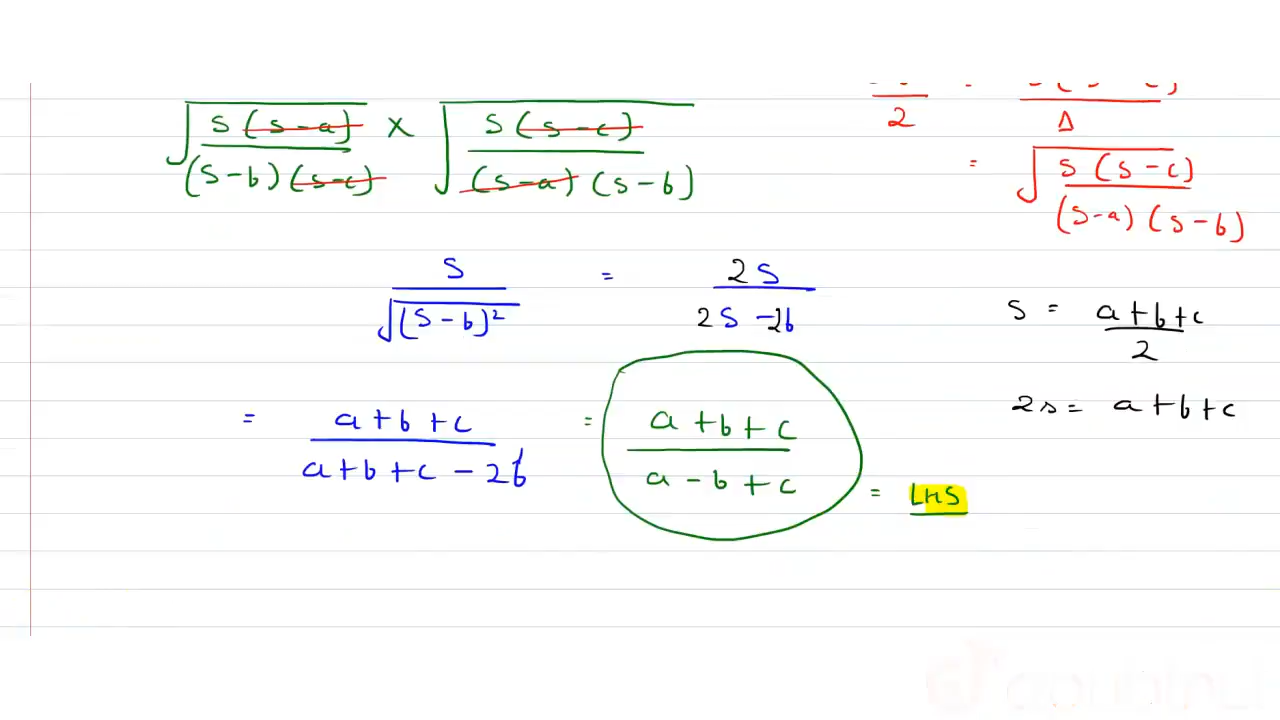 √(s(s-a)/(s-b)(s-c)) × √(s(s-c)/(s-a)(s-b))
s/√(s-b)² = 2s/2s-2b
= a+b+c/a+b+c-2b = a+b+c/a-b+c = LHS
2 = Δ
= √(s(s-c)/(s-a)(s-b))
s = a+b+c/2
2s = a+b+c